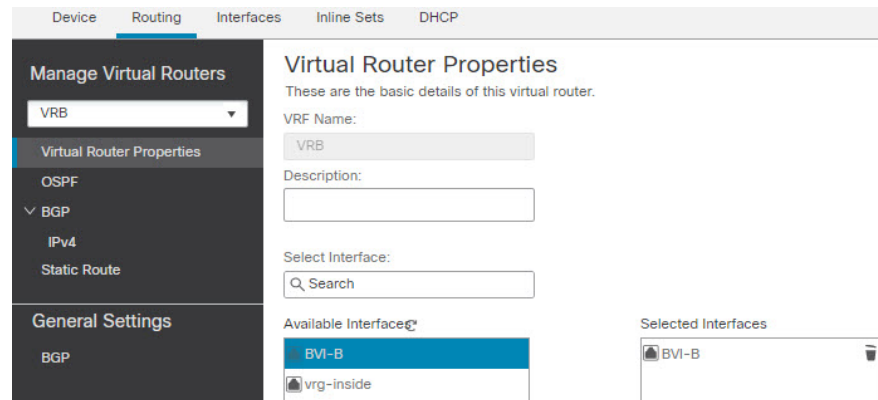 Device Routing Interfaces Inline Sets DHCP
Manage Virtual Routers
VRB
Virtual Router Properties
OSPF
BGP
IPv4
Static Route
General Settings
BGP
Virtual Router Properties
These are the basic details of this virtual router.
VRF Name:
VRB
Description:
Select Interface:
Search
Available Interfaces
BVI-B
vrg-inside
Selected Interfaces
BVI-B